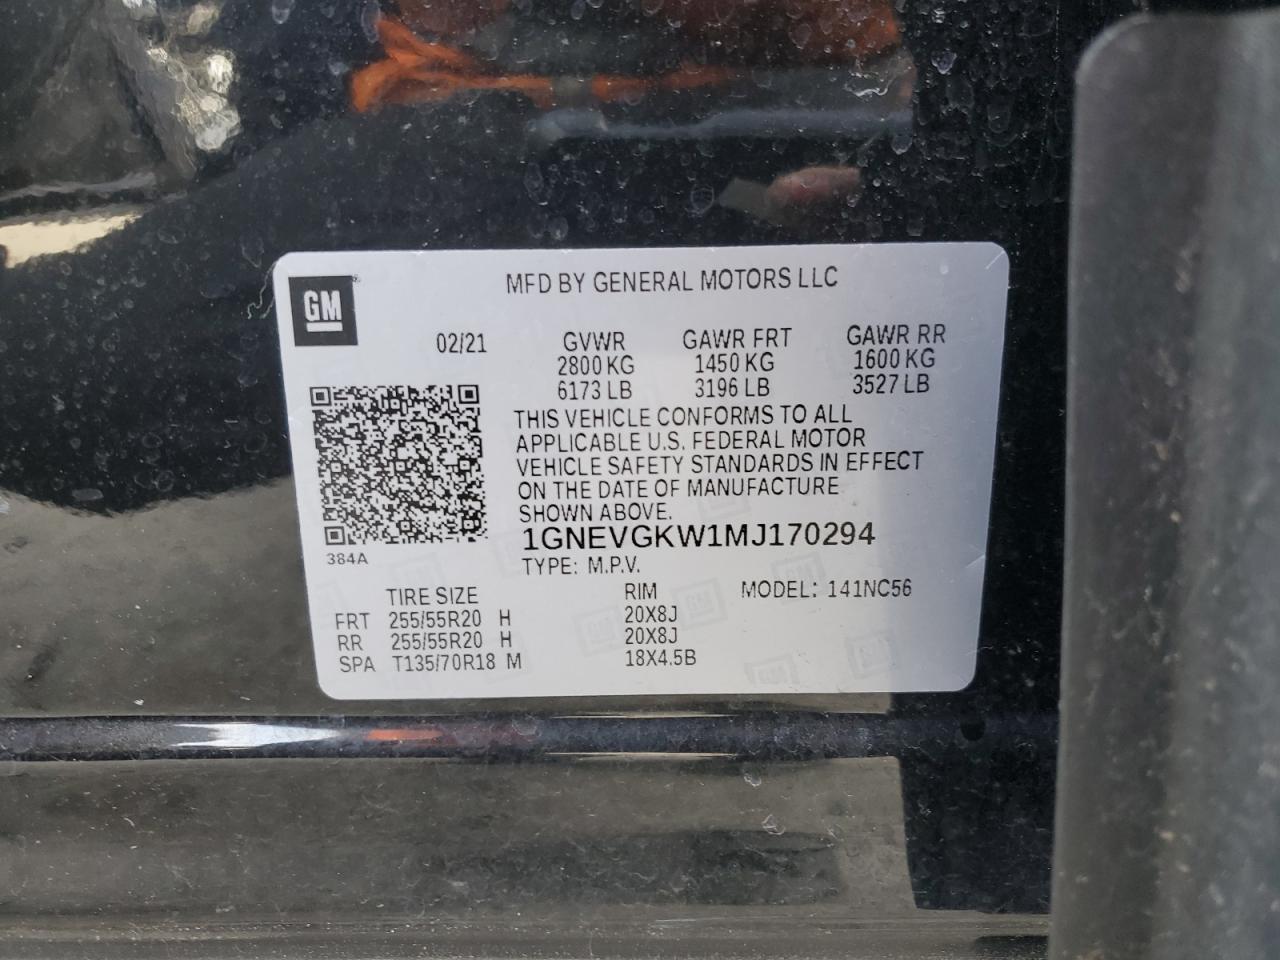 MFD BY GENERAL MOTORS LLC
GM
02/21 GVWR GAWR FRT GAWR RR
2800 KG 1450 KG 1600 KG
6173 LB 3196 LB 3527 LB
THIS VEHICLE CONFORMS TO ALL
APPLICABLE U.S. FEDERAL MOTOR
VEHICLE SAFETY STANDARDS IN EFFECT
ON THE DATE OF MANUFACTURE
SHOWN ABOVE.
1GNEVGKW1MJ170294
384A
TYPE: M.P.V.
TIRE SIZE RIM MODEL: 141NC56
FRT 255/55R20 H 20X8J
RR 255/55R20 H 20X8J
SPA T135/70R18 M 18X4.5B